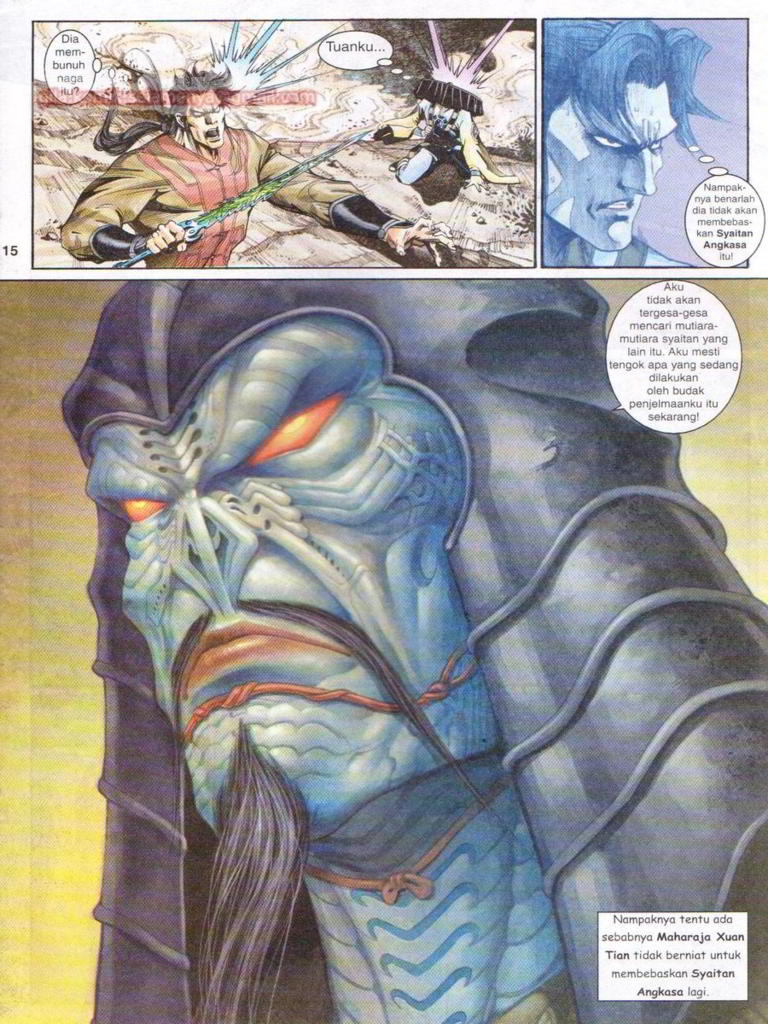 Dia
mem-
bunuh
naga
itu?
Tuanku...
Nampak-
nya benarlah
dia tidak akan
membebas-
kan Syaitan
Angkasa
itu!
15
Aku
tidak akan
tergesa-gesa
mencari mutiara-
mutiara syaitan yang
lain itu. Aku mesti
tengok apa yang sedang
dilakukan
oleh budak
penjelmaanku itu
sekarang!
Nampaknya tentu ada
sebabnya Maharaja Xuan
Tian tidak berniat untuk
membebaskan Syaitan
Angkasa lagi.